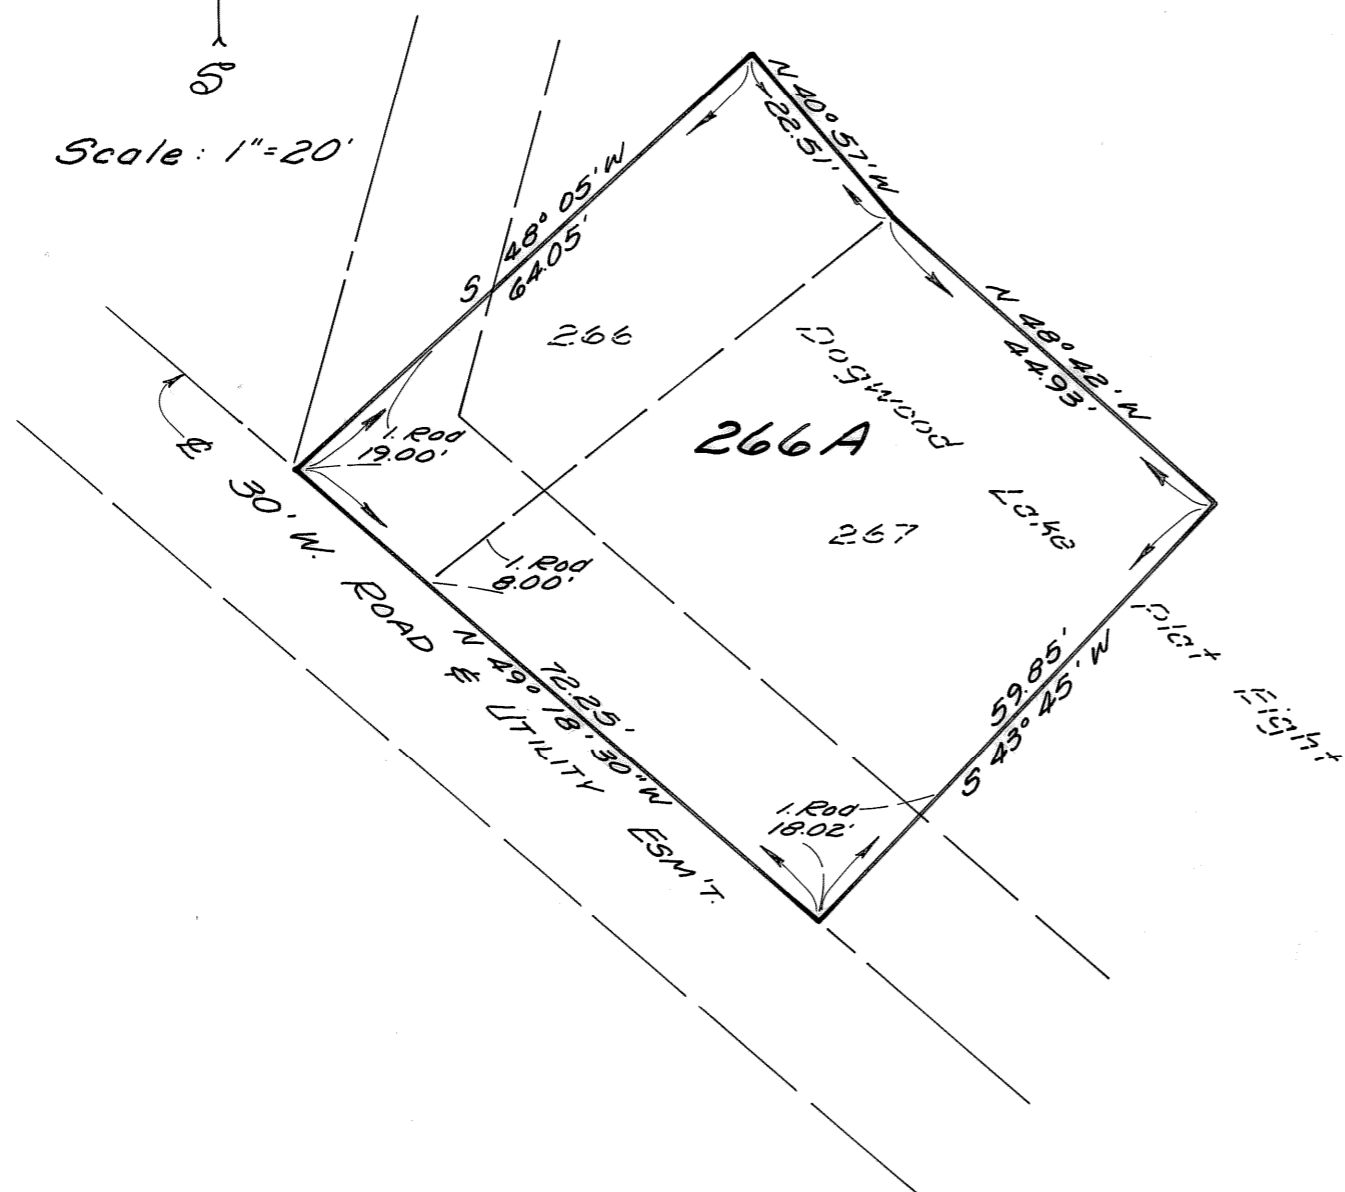 S
Scale: 1"=20'
N 40° 57' W
22.51'
S 48° 05' W
64.05'
N 48° 42' W
44.93'
266
Dogwood Lake Plat Eight
266A
267
I. Rod
19.00'
℄ 30' W. ROAD & UTILITY ESM'T.
I. Rod
8.00'
72.25'
N 49° 18' 30" W
59.85'
S 43° 45' W
I. Rod
18.02'